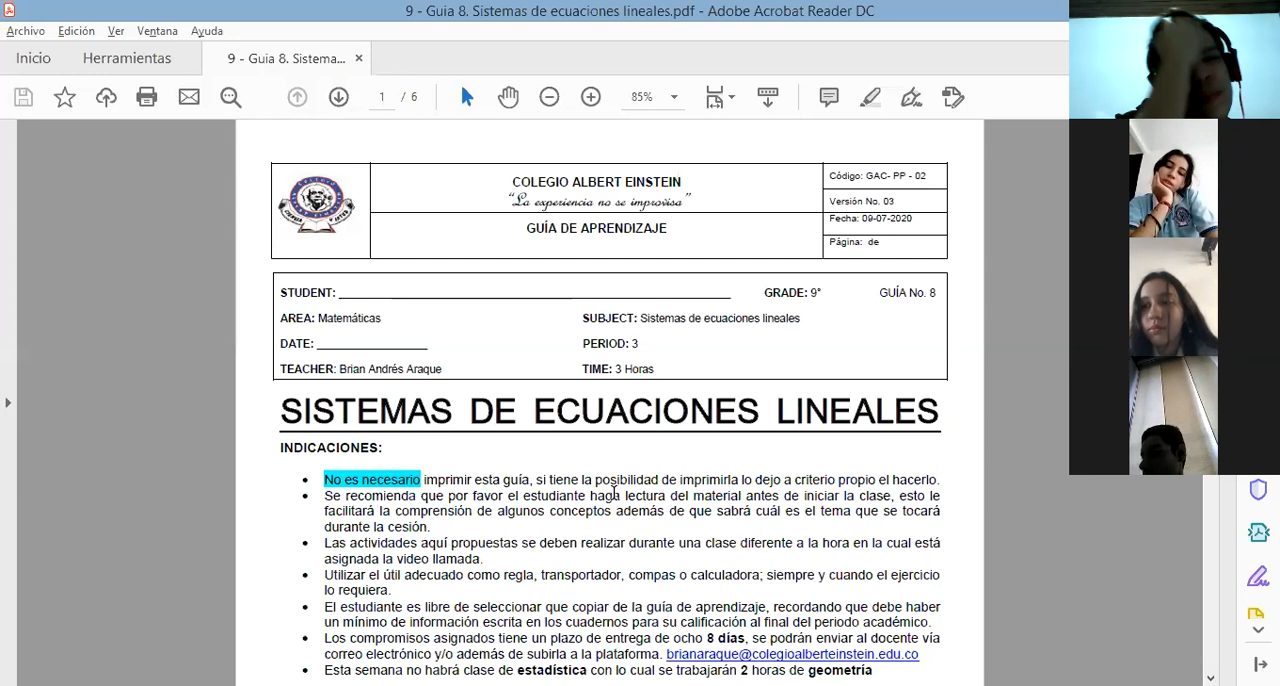 9 - Guia 8. Sistemas de ecuaciones lineales.pdf - Adobe Acrobat Reader DC
Archivo Edición Ver Ventana Ayuda
Inicio Herramientas 9 - Guia 8. Sistema... ×
1 / 6 85%
COLEGIO ALBERT EINSTEIN
“La experiencia no se improvisa”
GUÍA DE APRENDIZAJE
Código: GAC- PP - 02
Versión No. 03
Fecha: 09-07-2020
Página: de
STUDENT: ____ GRADE: 9° GUÍA No. 8
AREA: Matemáticas SUBJECT: Sistemas de ecuaciones lineales
DATE: ____ PERIOD: 3
TEACHER: Brian Andrés Araque TIME: 3 Horas
SISTEMAS DE ECUACIONES LINEALES
INDICACIONES:
• No es necesario imprimir esta guía, si tiene la posibilidad de imprimirla lo dejo a criterio propio el hacerlo.
• Se recomienda que por favor el estudiante haga lectura del material antes de iniciar la clase, esto le
facilitará la comprensión de algunos conceptos además de que sabrá cuál es el tema que se tocará
durante la cesión.
• Las actividades aquí propuestas se deben realizar durante una clase diferente a la hora en la cual está
asignada la video llamada.
• Utilizar el útil adecuado como regla, transportador, compas o calculadora; siempre y cuando el ejercicio
lo requiera.
• El estudiante es libre de seleccionar que copiar de la guía de aprendizaje, recordando que debe haber
un mínimo de información escrita en los cuadernos para su calificación al final del periodo académico.
• Los compromisos asignados tiene un plazo de entrega de ocho 8 días, se podrán enviar al docente vía
correo electrónico y/o además de subirla a la plataforma. brianaraque@colegioalberteinstein.edu.co
• Esta semana no habrá clase de estadística con lo cual se trabajarán 2 horas de geometría